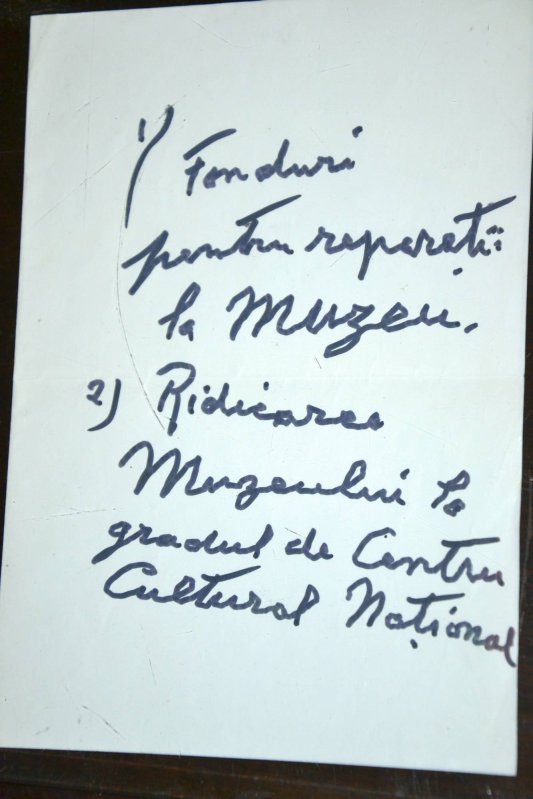 1) Fonduri
pentru reparații
la Muzeu.
2) Ridicarea
Muzeului la
gradul de Centru
Cultural Național